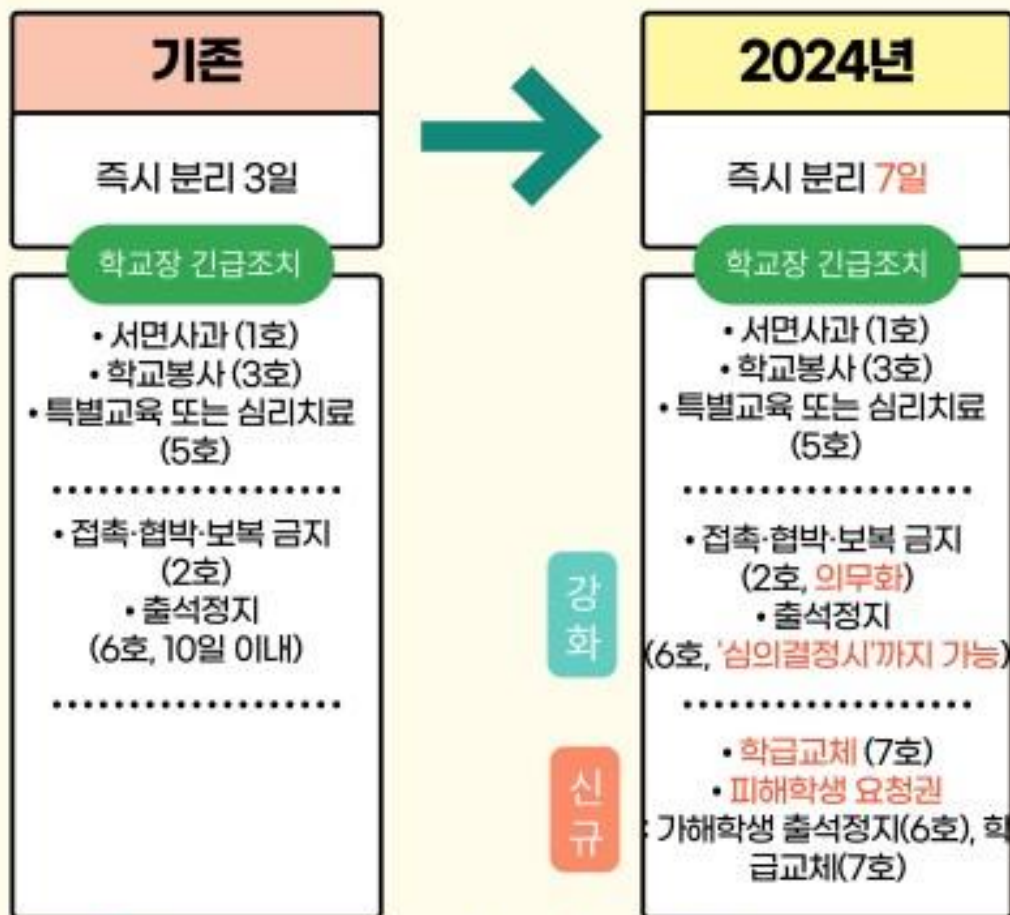 기존
즉시 분리 3일
학교장 긴급조치
• 서면사과 (1호)
• 학교봉사 (3호)
• 특별교육 또는 심리치료
(5호)
• 접촉·협박·보복 금지
(2호)
• 출석정지
(6호, 10일 이내)
2024년
즉시 분리 7일
학교장 긴급조치
• 서면사과 (1호)
• 학교봉사 (3호)
• 특별교육 또는 심리치료
(5호)
강화
• 접촉·협박·보복 금지
(2호, 의무화)
• 출석정지
(6호, '심의결정시'까지 가능)
신규
• 학급교체 (7호)
• 피해학생 요청권
: 가해학생 출석정지(6호), 학
급교체(7호)